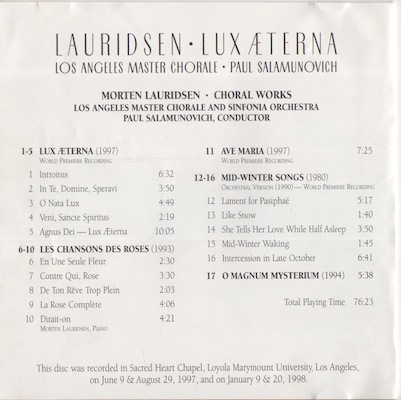 LAURIDSEN · LUX ÆTERNA
LOS ANGELES MASTER CHORALE · PAUL SALAMUNOVICH
MORTEN LAURIDSEN · CHORAL WORKS
LOS ANGELES MASTER CHORALE AND SINFONIA ORCHESTRA
PAUL SALAMUNOVICH, CONDUCTOR
1-5 LUX ÆTERNA (1997)
WORLD PREMIERE RECORDING
1 Introitus 6:32
2 In Te, Domine, Speravi 3:50
3 O Nata Lux 4:49
4 Veni, Sancte Spiritus 2:19
5 Agnus Dei — Lux Æterna 10:05
6-10 LES CHANSONS DES ROSES (1993)
6 En Une Seule Fleur 2:30
7 Contre Qui, Rose 3:30
8 De Ton Rêve Trop Plein 2:03
9 La Rose Complète 4:06
10 Dirait-on 4:21
MORTEN LAURIDSEN, PIANO
11 AVE MARIA (1997) 7:25
WORLD PREMIERE RECORDING
12-16 MID-WINTER SONGS (1980)
ORCHESTRAL VERSION (1990) — WORLD PREMIERE RECORDING
12 Lament for Pasiphaë 5:17
13 Like Snow 1:40
14 She Tells Her Love While Half Asleep 3:50
15 Mid-Winter Waking 1:45
16 Intercession in Late October 6:41
17 O MAGNUM MYSTERIUM (1994) 5:38
Total Playing Time 76:23
This disc was recorded in Sacred Heart Chapel, Loyola Marymount University, Los Angeles,
on June 9 & August 29, 1997, and on January 9 & 20, 1998.